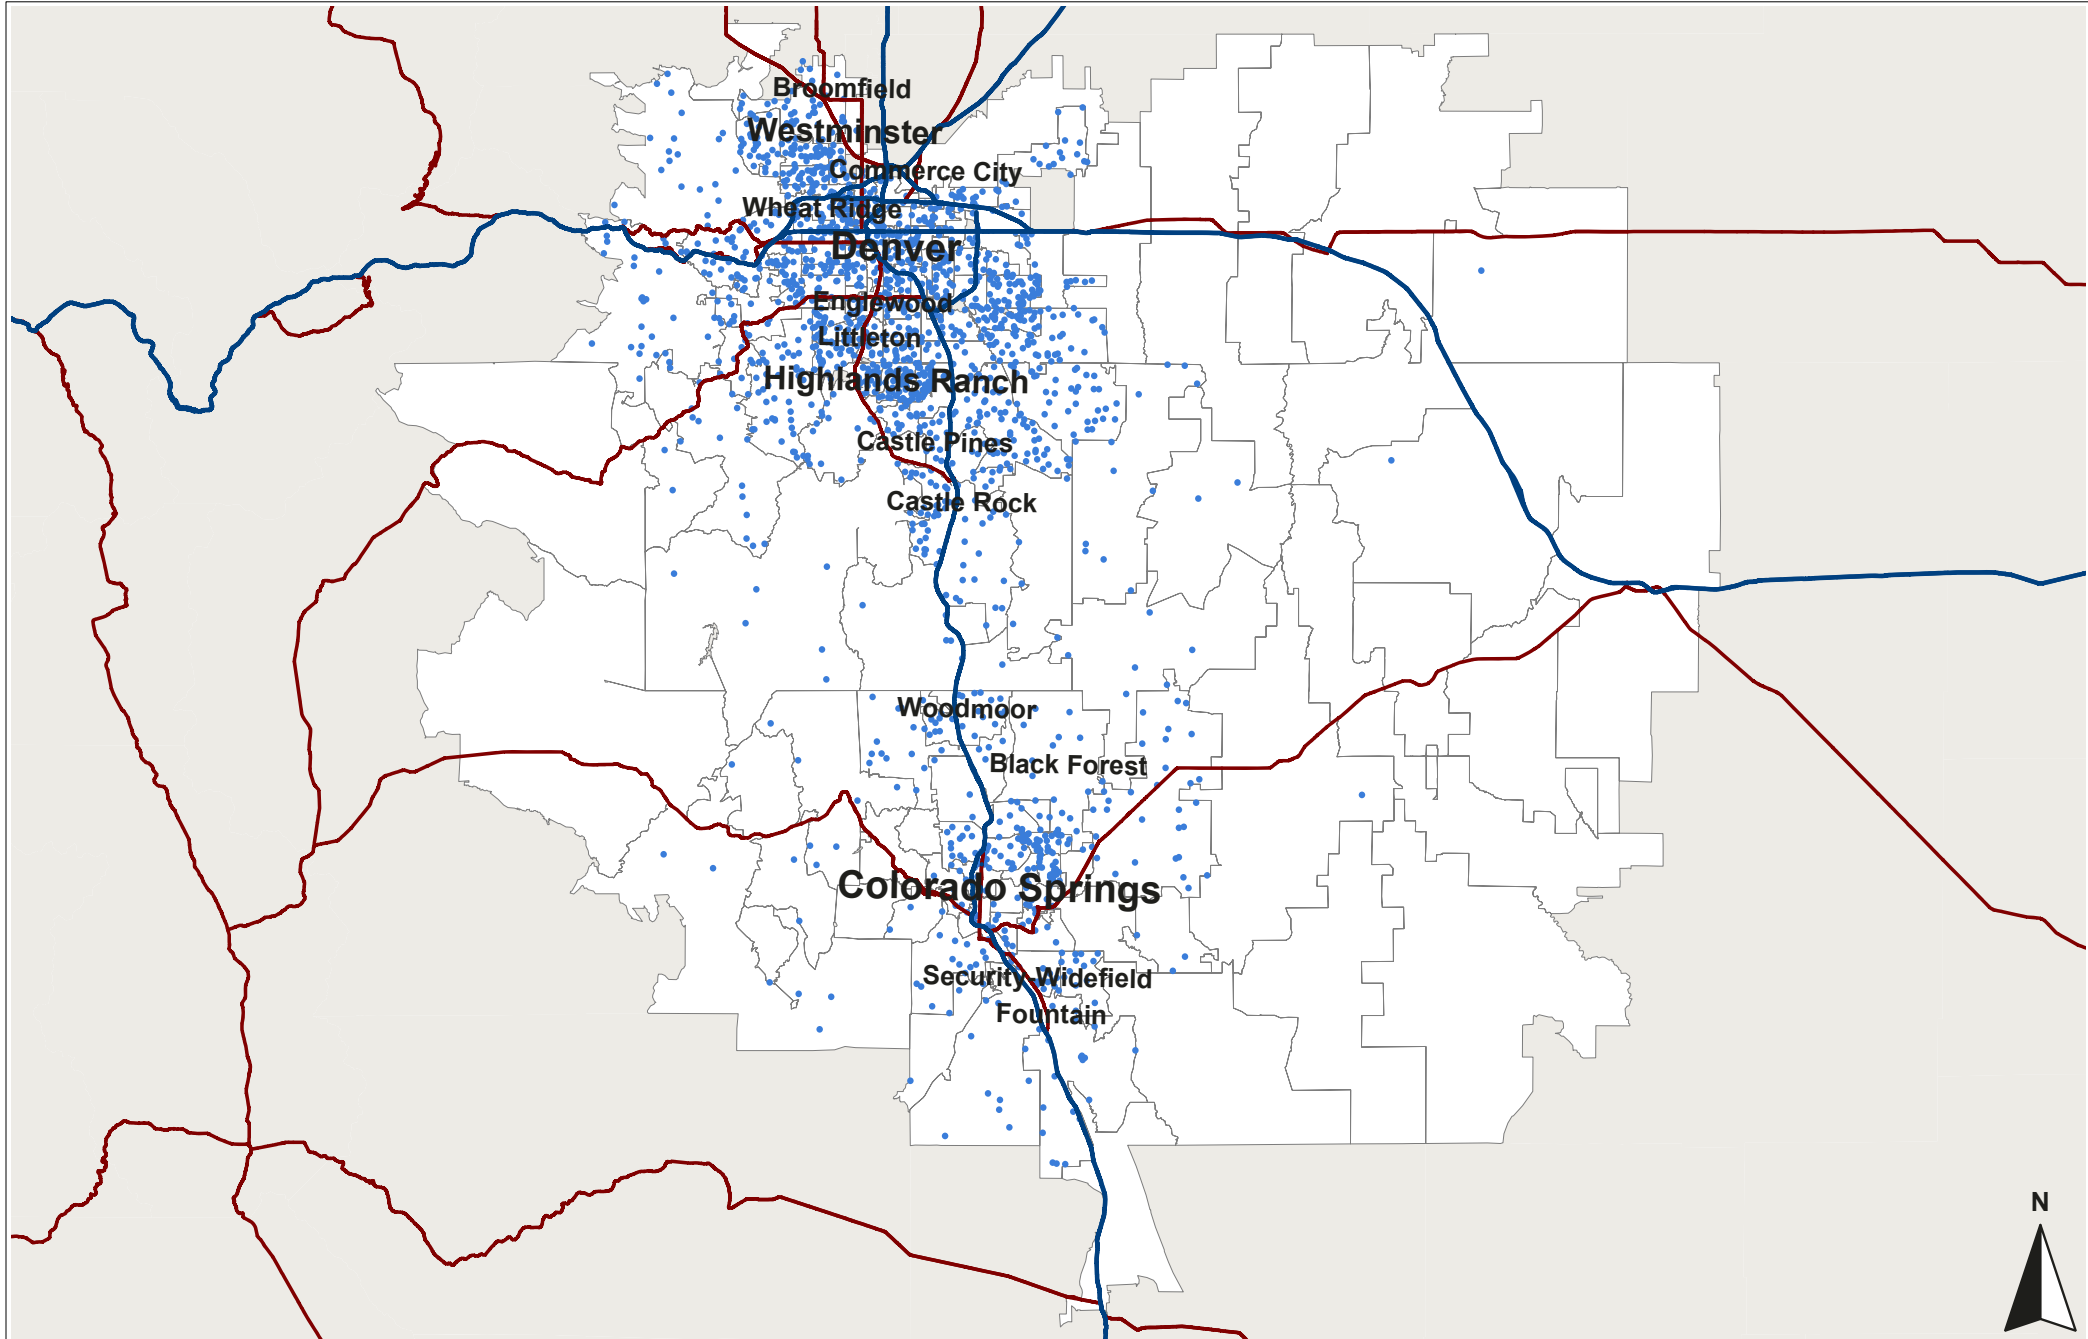 Broomfield
Westminster
Commerce City
Wheat Ridge
Denver
Englewood
Littleton
Highlands Ranch
Castle Pines
Castle Rock
Woodmoor
Black Forest
Colorado Springs
Security-Widefield
Fountain
N